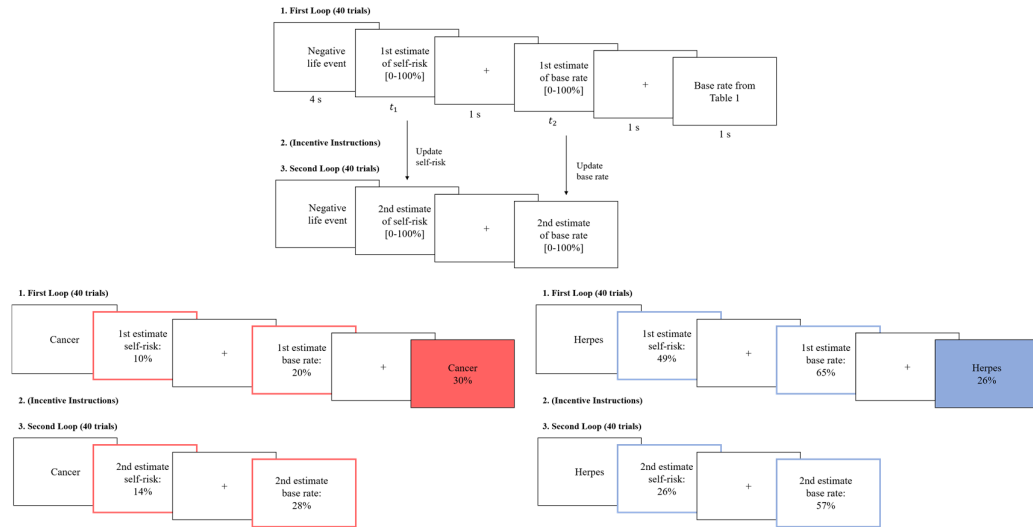 1. First Loop (40 trials)
Negative
life event
1st estimate
of self-risk
[0-100%]
+
1st estimate
of base rate
[0-100%]
+
Base rate from
Table 1
4 s
t1
1 s
t2
1 s
1 s
2. (Incentive Instructions)
Update
self-risk
Update
base rate
3. Second Loop (40 trials)
Negative
life event
2nd estimate
of self-risk
[0-100%]
+
2nd estimate
of base rate
[0-100%]
1. First Loop (40 trials)
Cancer
1st estimate
self-risk:
10%
+
1st estimate
base rate:
20%
+
Cancer
30%
2. (Incentive Instructions)
3. Second Loop (40 trials)
Cancer
2nd estimate
self-risk:
14%
+
2nd estimate
base rate:
28%
1. First Loop (40 trials)
Herpes
1st estimate
self-risk:
49%
+
1st estimate
base rate:
65%
+
Herpes
26%
2. (Incentive Instructions)
3. Second Loop (40 trials)
Herpes
2nd estimate
self-risk:
26%
+
2nd estimate
base rate:
57%